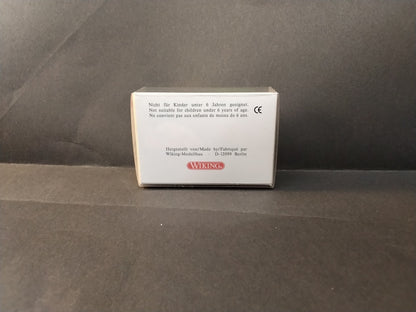 Nicht für Kinder unter 6 Jahren geeignet.
Not suitable for children under 6 years of age.
Ne convient pas aux enfants de moins de 6 ans.
CE
Hergestellt von/Made by/Fabriqué par
Wiking-Modellbau D-12099 Berlin
WIKING